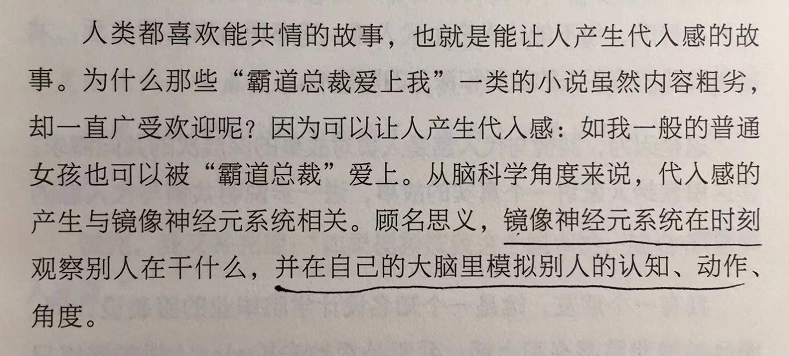 人类都喜欢能共情的故事，也就是能让人产生代入感的故
事。为什么那些“霸道总裁爱上我”一类的小说虽然内容粗劣，
却一直广受欢迎呢？因为可以让人产生代入感：如我一般的普通
女孩也可以被“霸道总裁”爱上。从脑科学角度来说，代入感的
产生与镜像神经元系统相关。顾名思义，镜像神经元系统在时刻
观察别人在干什么，并在自己的大脑里模拟别人的认知、动作、
角度。